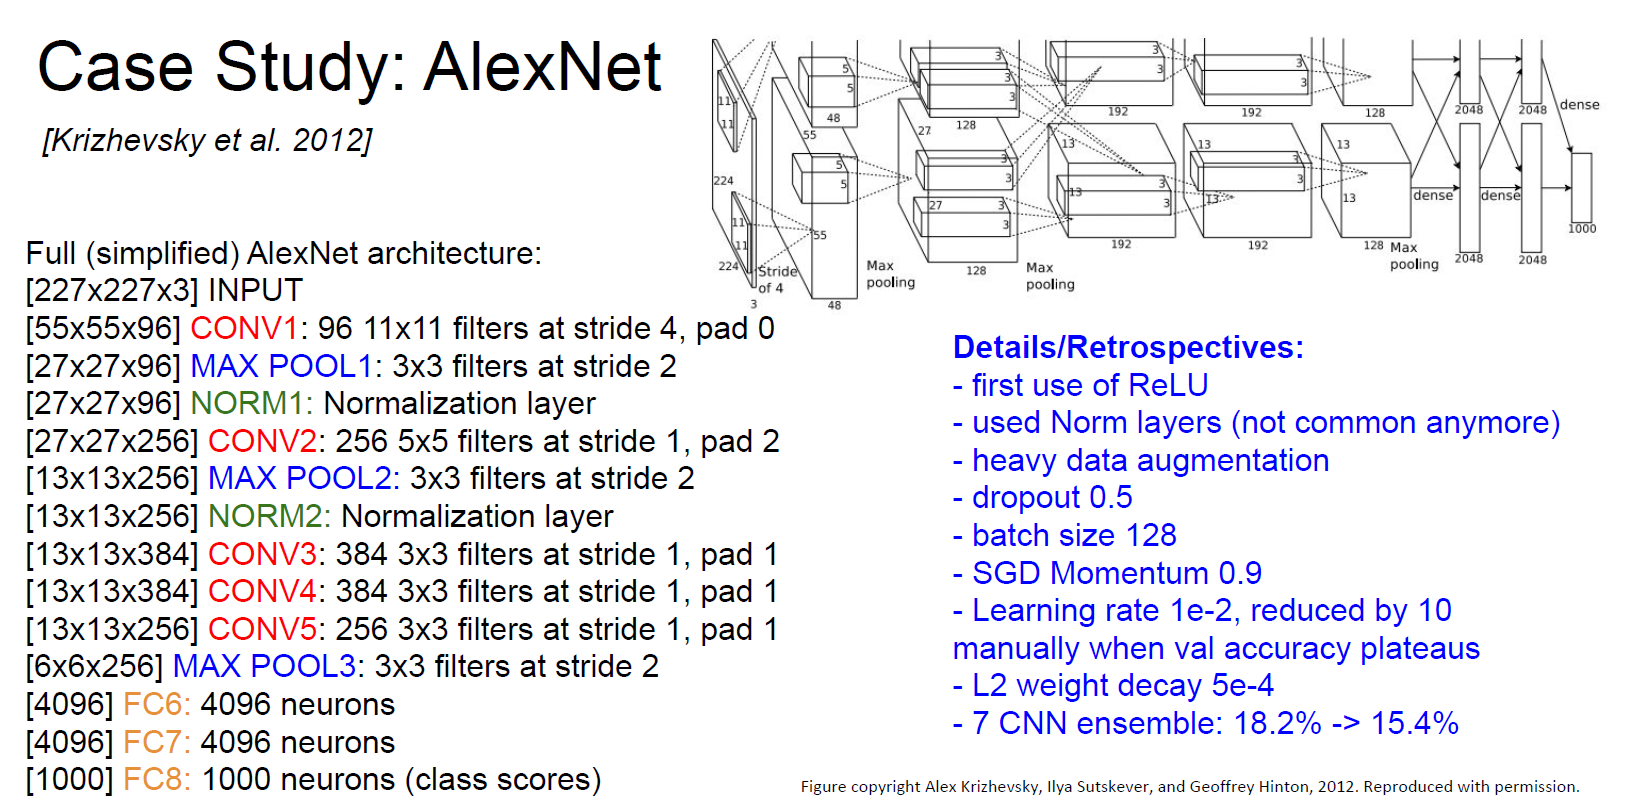 Case Study: AlexNet
[Krizhevsky et al. 2012]
Full (simplified) AlexNet architecture:
[227x227x3] INPUT
[55x55x96] CONV1: 96 11x11 filters at stride 4, pad 0
[27x27x96] MAX POOL1: 3x3 filters at stride 2
[27x27x96] NORM1: Normalization layer
[27x27x256] CONV2: 256 5x5 filters at stride 1, pad 2
[13x13x256] MAX POOL2: 3x3 filters at stride 2
[13x13x256] NORM2: Normalization layer
[13x13x384] CONV3: 384 3x3 filters at stride 1, pad 1
[13x13x384] CONV4: 384 3x3 filters at stride 1, pad 1
[13x13x256] CONV5: 256 3x3 filters at stride 1, pad 1
[6x6x256] MAX POOL3: 3x3 filters at stride 2
[4096] FC6: 4096 neurons
[4096] FC7: 4096 neurons
[1000] FC8: 1000 neurons (class scores)
11
11
224
11
11
224
3
Stride
of 4
5
5
48
55
5
5
55
48
Max
pooling
3
3
128
27
3
3
27
3
3
128
Max
pooling
3
3
192
13
13
3
3
192
3
3
192
13
3
3
13
192
128
13
13
128
Max
pooling
2048
2048
dense
dense
dense
2048
2048
1000
Details/Retrospectives:
- first use of ReLU
- used Norm layers (not common anymore)
- heavy data augmentation
- dropout 0.5
- batch size 128
- SGD Momentum 0.9
- Learning rate 1e-2, reduced by 10
manually when val accuracy plateaus
- L2 weight decay 5e-4
- 7 CNN ensemble: 18.2% -> 15.4%
Figure copyright Alex Krizhevsky, Ilya Sutskever, and Geoffrey Hinton, 2012. Reproduced with permission.